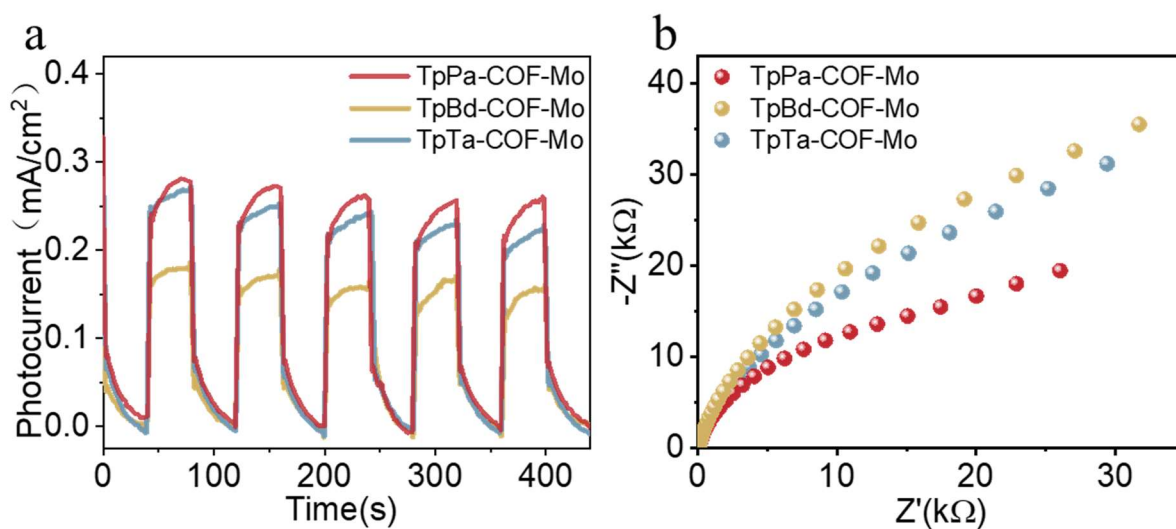 a
Photocurrent（mA/cm²)
0.4
0.3
0.2
0.1
0.0
TpPa-COF-Mo
TpBd-COF-Mo
TpTa-COF-Mo
0 100 200 300 400
Time(s)
b
-Z''(kΩ)
40
30
20
10
0
TpPa-COF-Mo
TpBd-COF-Mo
TpTa-COF-Mo
0 10 20 30
Z'(kΩ)